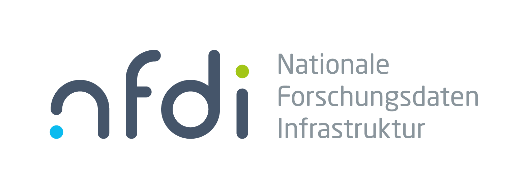 nfdi
Nationale
Forschungsdaten
Infrastruktur